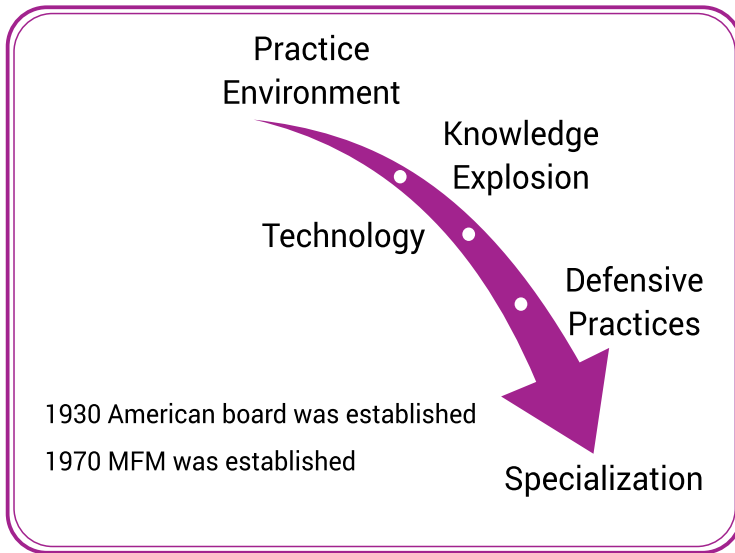 Practice
Environment
Knowledge
Explosion
Technology
Defensive
Practices
1930 American board was established
1970 MFM was established
Specialization